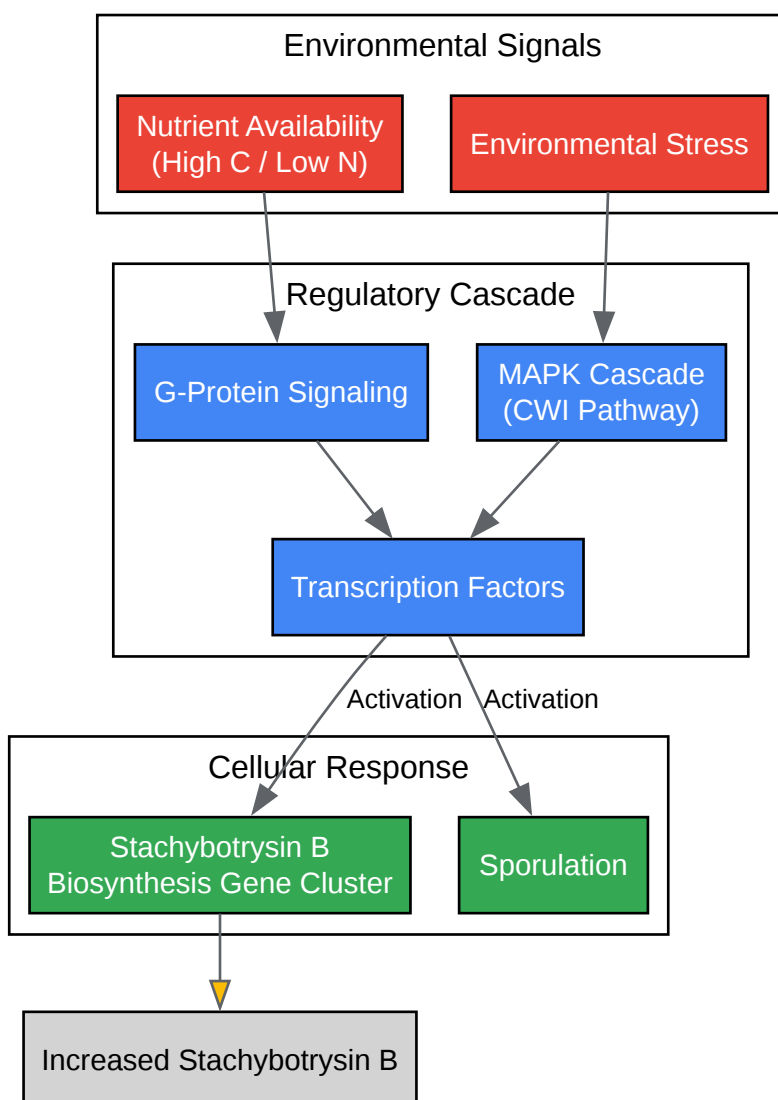 Environmental Signals
Nutrient Availability
(High C / Low N)
Environmental Stress
Regulatory Cascade
G-Protein Signaling
MAPK Cascade
(CWI Pathway)
Transcription Factors
Activation
Activation
Cellular Response
Stachybotrysin B
Biosynthesis Gene Cluster
Sporulation
Increased Stachybotrysin B